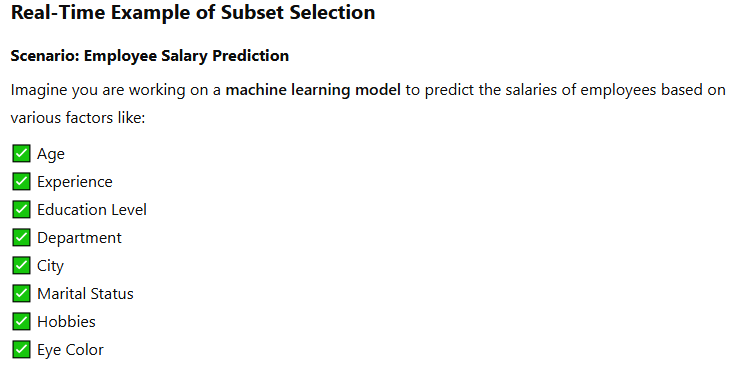 Real-Time Example of Subset Selection
Scenario: Employee Salary Prediction
Imagine you are working on a machine learning model to predict the salaries of employees based on
various factors like:
✅ Age
✅ Experience
✅ Education Level
✅ Department
✅ City
✅ Marital Status
✅ Hobbies
✅ Eye Color